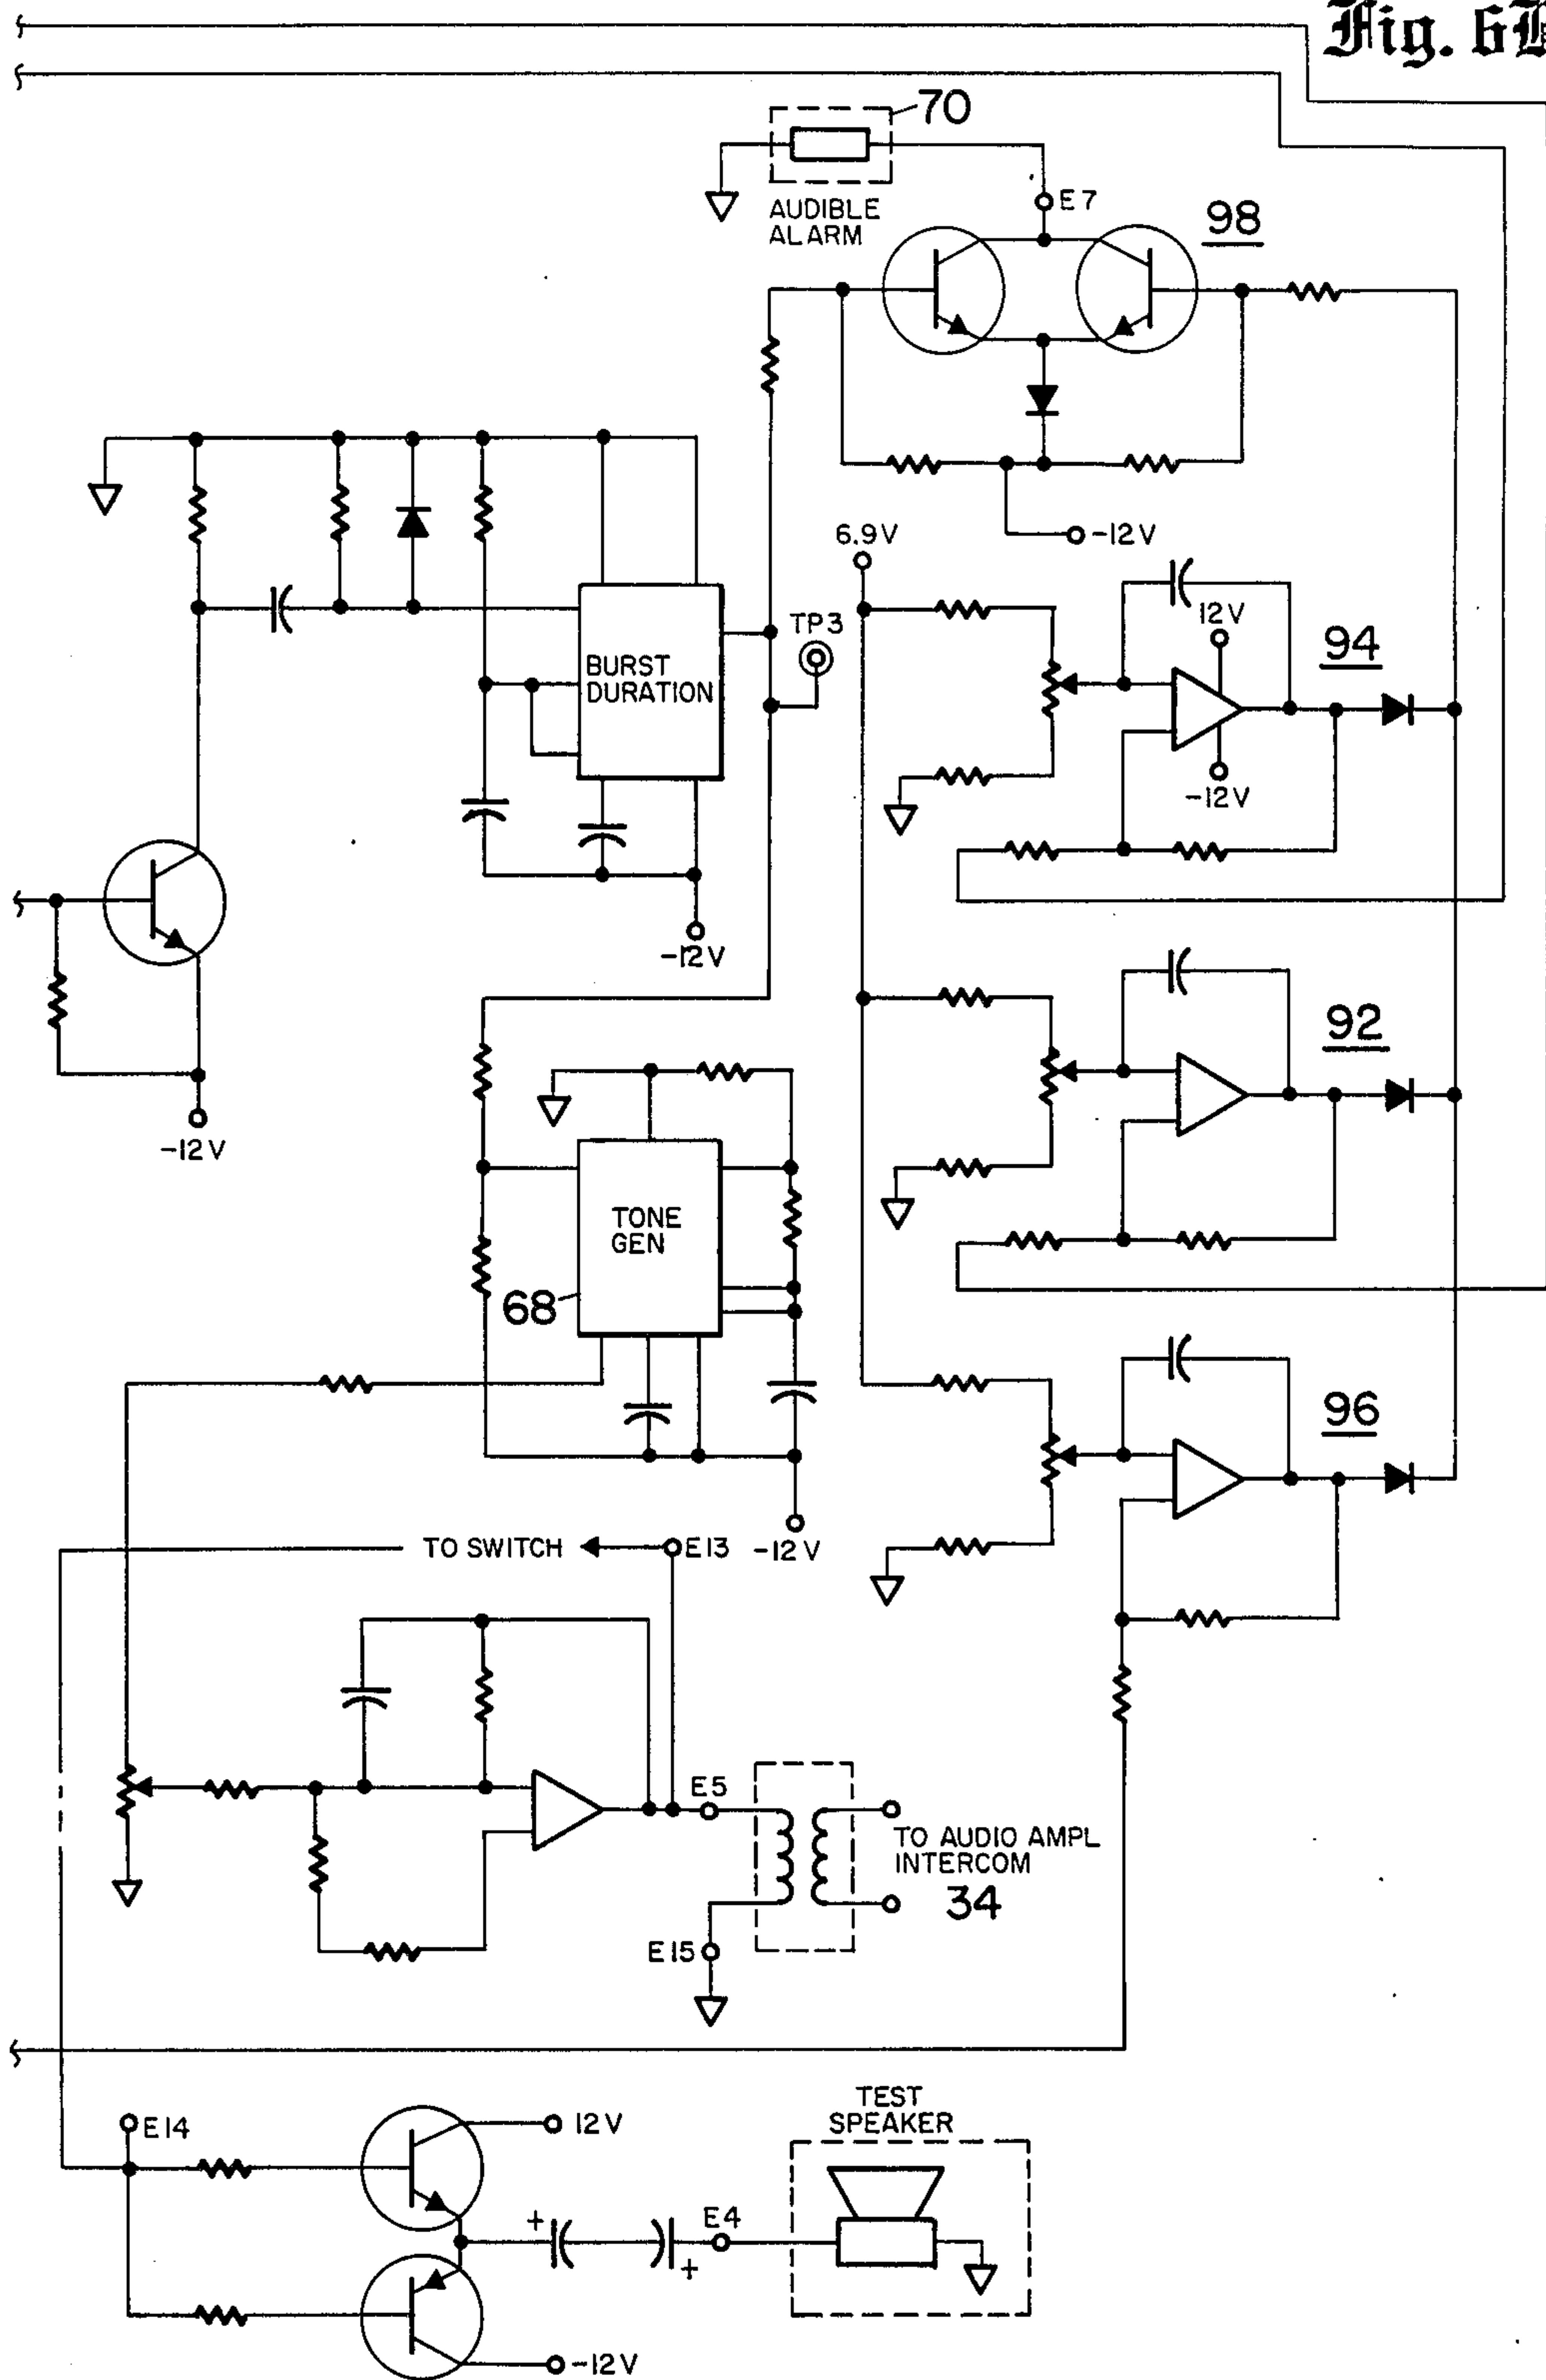 Fig. 6B
70
AUDIBLE
ALARM
E7
98
-12V
6.9V
TP3
12V
94
BURST
DURATION
-12V
-12V
92
-12V
TONE
GEN
68
96
TO SWITCH
E13
-12V
E5
TO AUDIO AMPL
INTERCOM
34
E15
TEST
SPEAKER
E14
12V
+
E4
+
-12V